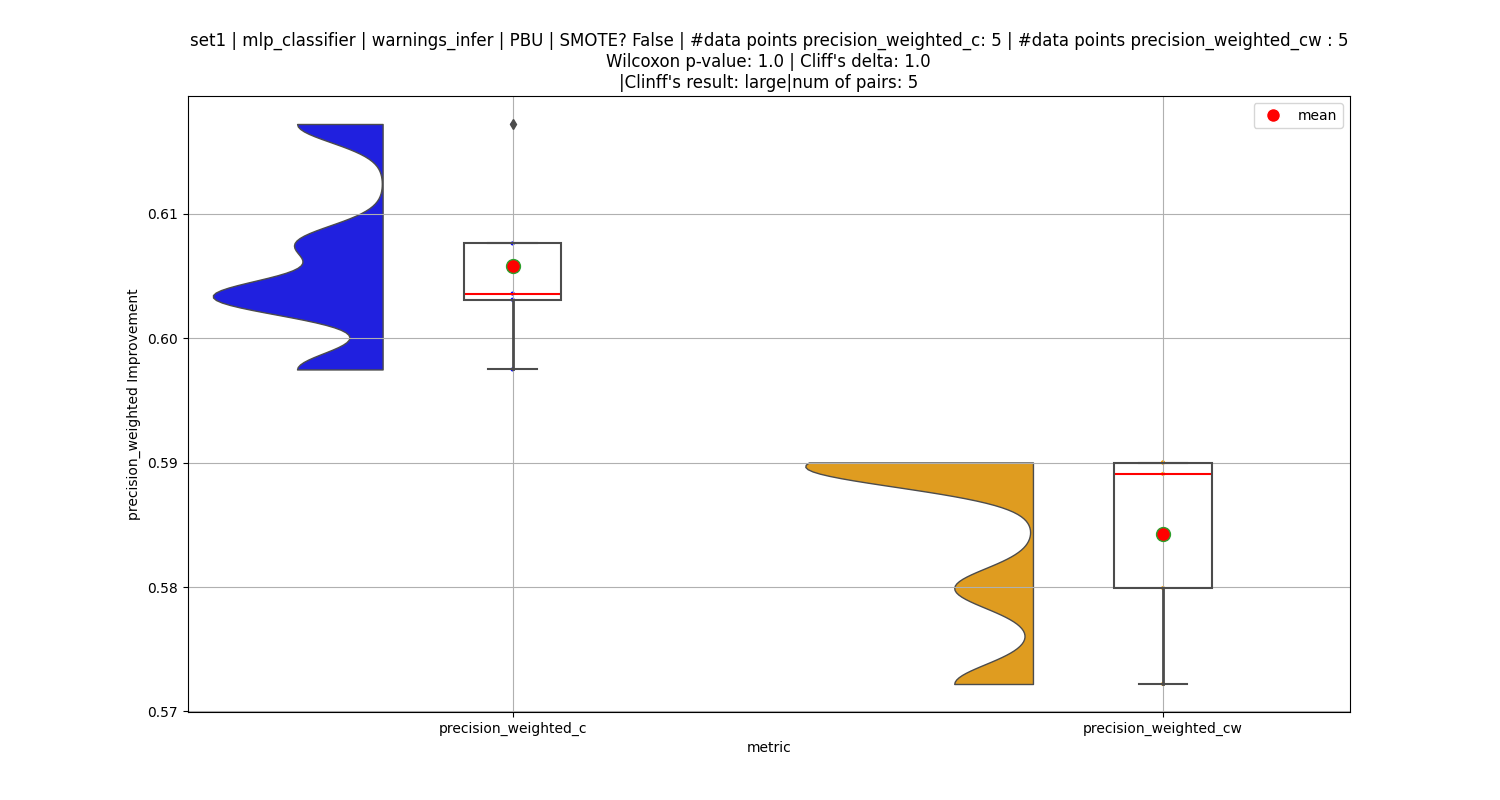 set1 | mlp_classifier | warnings_infer | PBU | SMOTE? False | #data points precision_weighted_c: 5 | #data points precision_weighted_cw : 5
Wilcoxon p-value: 1.0 | Cliff's delta: 1.0
|Clinff's result: large|num of pairs: 5
mean
0.61
0.60
0.59
0.58
0.57
precision_weighted Improvement
precision_weighted_c
precision_weighted_cw
metric